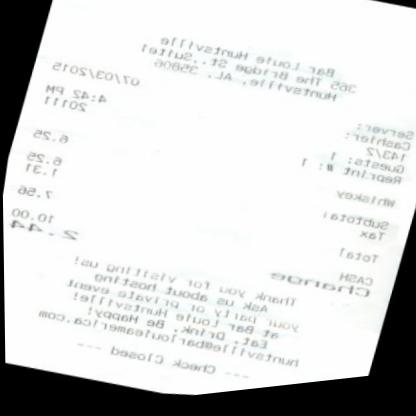 Bar Louie Huntsville
365 The Bridge St., Suite1
Huntsville, AL, 35806
Server: 07/03/2015
Cashier:
143/2 4:42 PM
Guests: 1 20111
Reprint #: 1
Whiskey 6.25
Subtotal 6.25
Tax 1.31
Total 7.56
CASH 10.00
Change 2.44
Thank you for visiting us!
Ask us about hosting
your party or private event
at Bar Louie Huntsville!
Eat. Drink. Be Happy!
huntsville@barlouieamerica.com
--- Check Closed ---